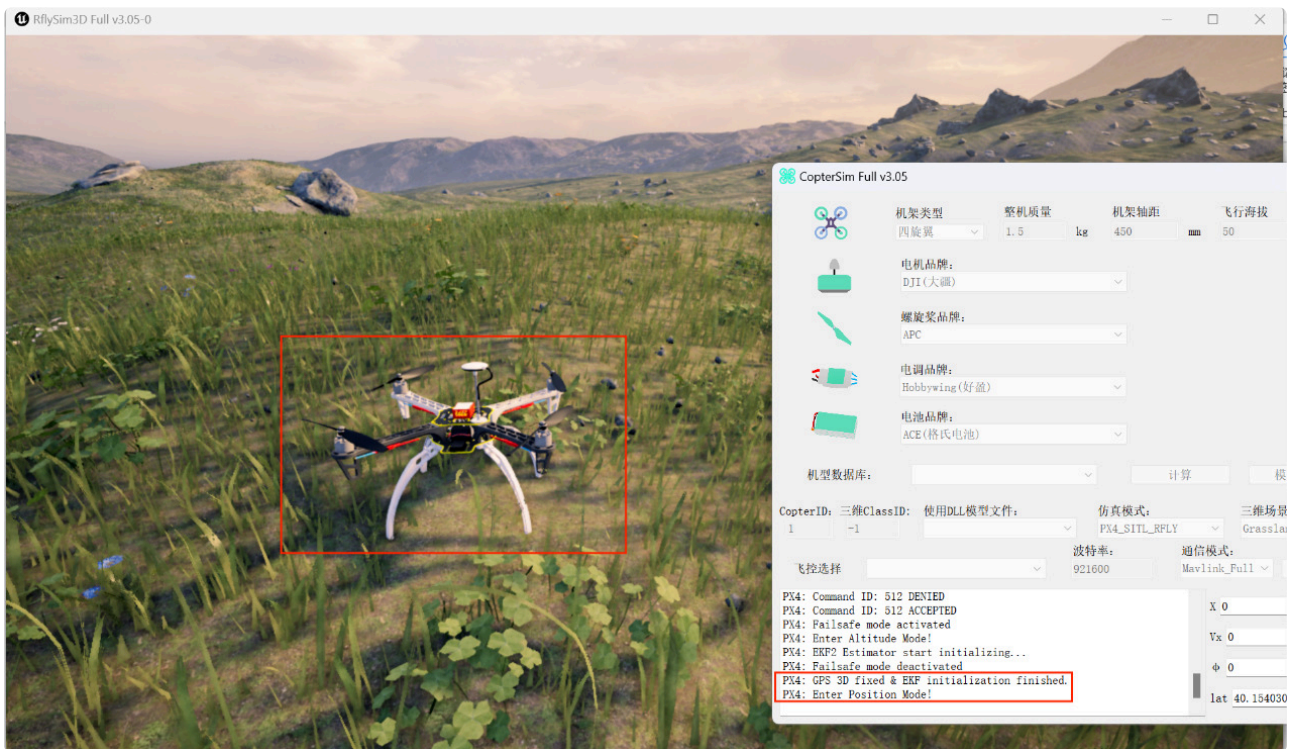 RflySim3D Full v3.05-0
CopterSim Full v3.05
机架类型 整机质量 机架轴距 飞行海拔
四旋翼 1.5 kg 450 mm 50
电机品牌:
DJI(大疆)
螺旋桨品牌:
APC
电调品牌:
Hobbywing(好盈)
电池品牌:
ACE(格氏电池)
机型数据库: 计算 模
CopterID: 三维ClassID: 使用DLL模型文件: 仿真模式: 三维场景
1 -1 PX4_SITL_RFLY Grassla
波特率: 通信模式:
飞控选择 921600 Mavlink_Full
PX4: Command ID: 512 DENIED
PX4: Command ID: 512 ACCEPTED
PX4: Failsafe mode activated
PX4: Enter Altitude Mode!
PX4: EKF2 Estimator start initializing...
PX4: Failsafe mode deactivated
PX4: GPS 3D fixed & EKF initialization finished.
PX4: Enter Position Mode!
X 0
Vx 0
Φ 0
lat 40.154030